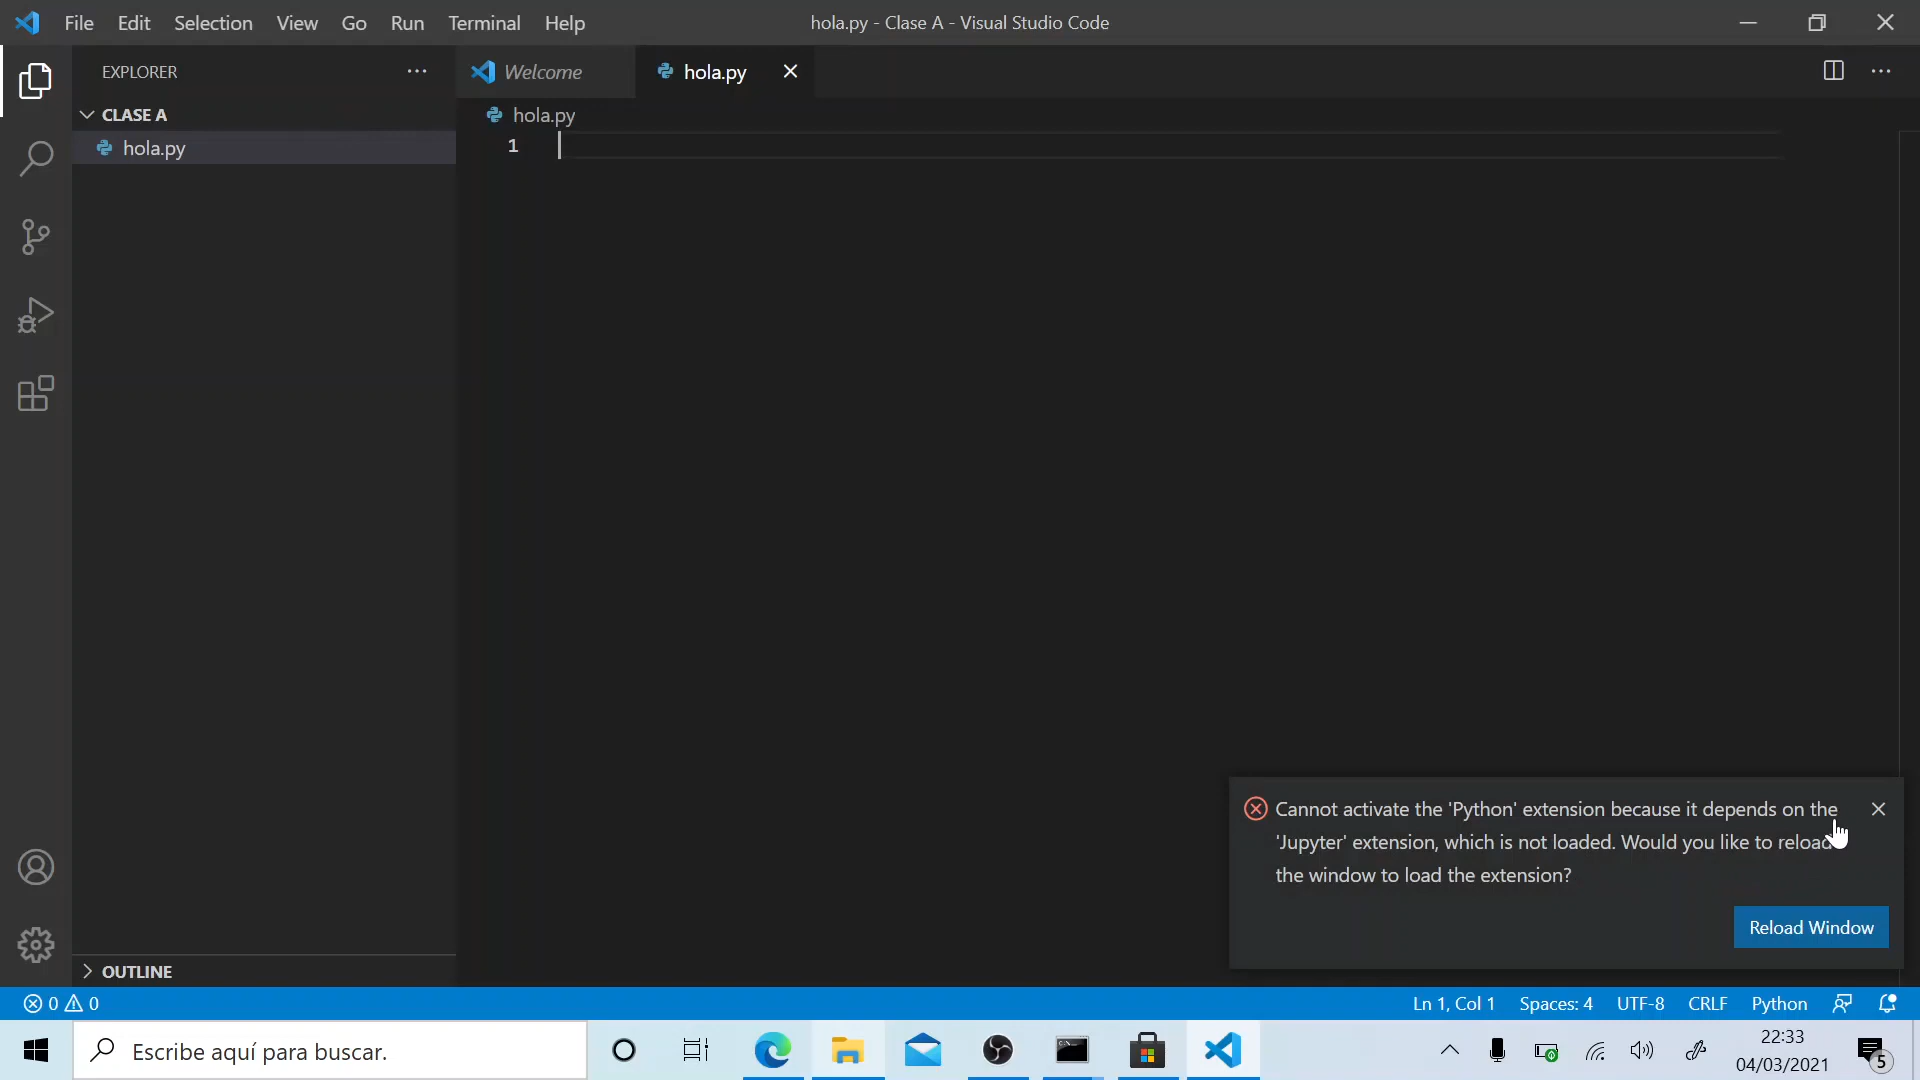 File Edit Selection View Go Run Terminal Help
hola.py - Clase A - Visual Studio Code
EXPLORER
Welcome
hola.py
CLASE A
hola.py
hola.py
1
Cannot activate the 'Python' extension because it depends on the
'Jupyter' extension, which is not loaded. Would you like to reload
the window to load the extension?
Reload Window
OUTLINE
0 0
Ln 1, Col 1 Spaces: 4 UTF-8 CRLF Python
Escribe aquí para buscar.
22:33
04/03/2021
5